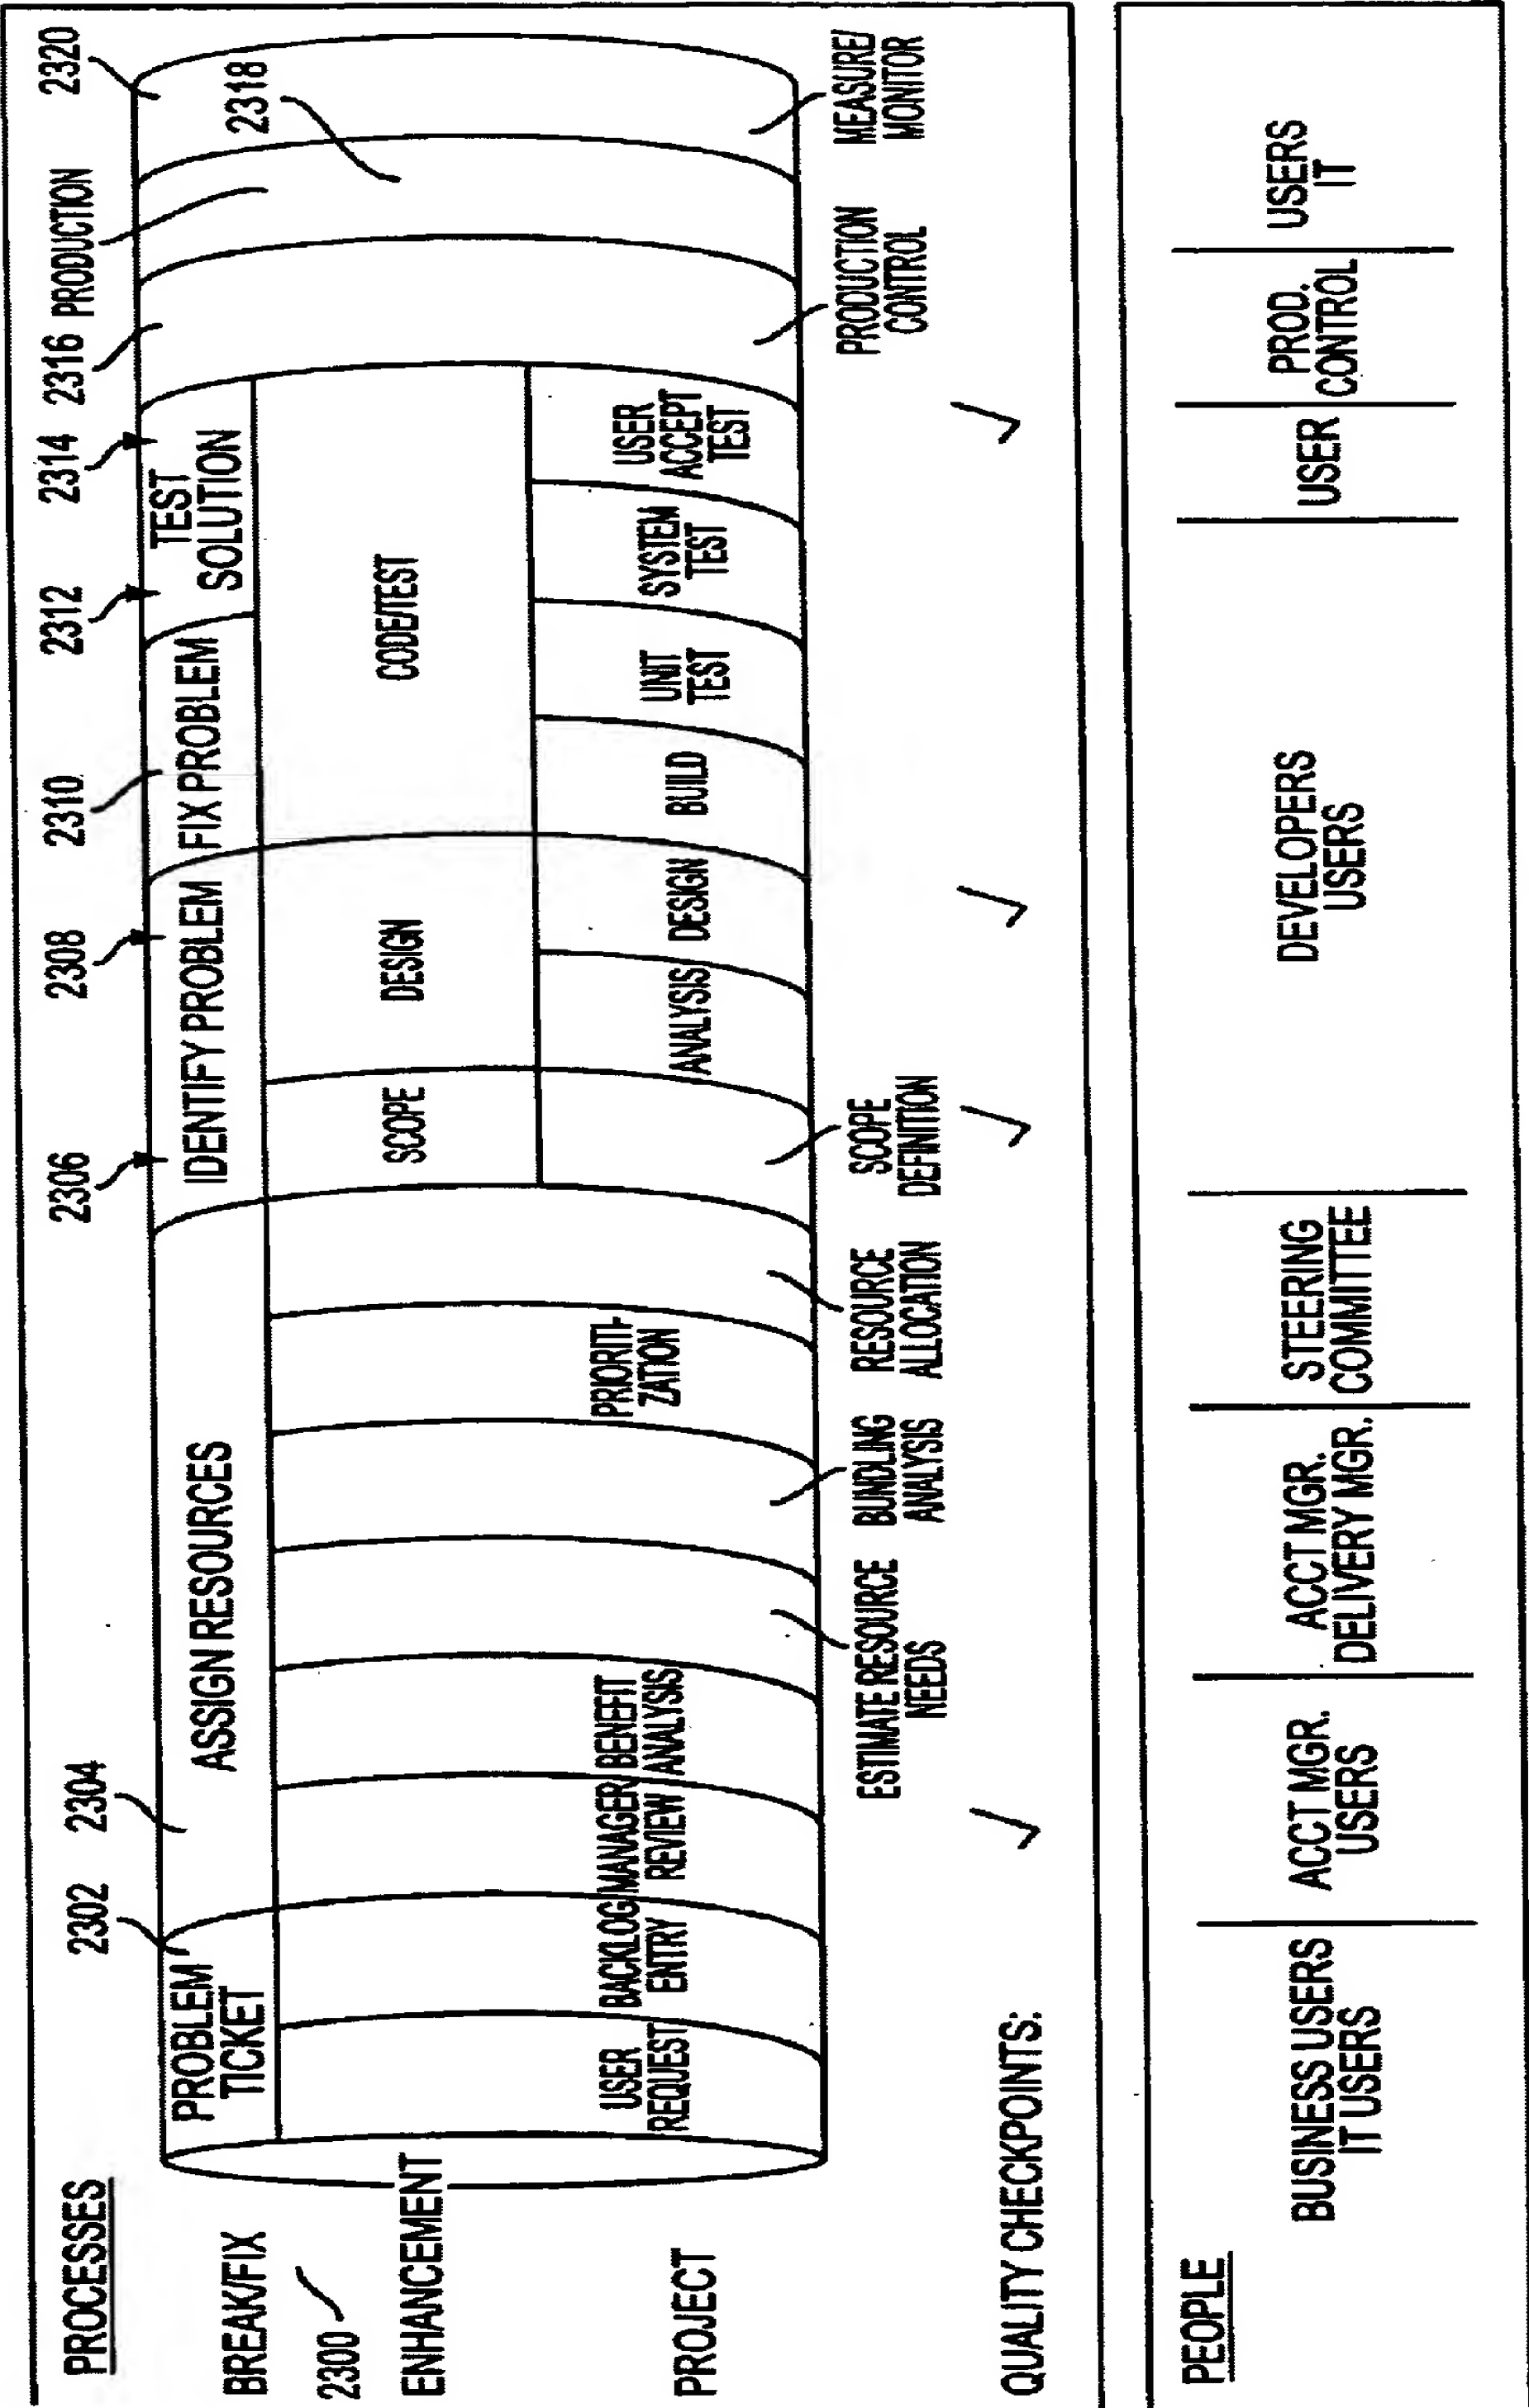 PROCESSES
BREAK/FIX
2300
ENHANCEMENT
PROJECT
2302
2304
2306
2308
2310
2312
2314
2316
PRODUCTION
2318
2320
PROBLEM
TICKET
ASSIGN RESOURCES
IDENTIFY PROBLEM
FIX PROBLEM
TEST
SOLUTION
SCOPE
DESIGN
CODE/TEST
USER
REQUEST
BACKLOG/
ENTRY
MANAGER/
REVIEW
BENEFIT
ANALYSIS
PRIORITI-
ZATION
ANALYSIS
DESIGN
BUILD
UNIT
TEST
SYSTEM
TEST
USER
ACCEPT
TEST
ESTIMATE RESOURCE
NEEDS
BUNDLING
ANALYSIS
RESOURCE
ALLOCATION
SCOPE
DEFINITION
PRODUCTION
CONTROL
MEASURE/
MONITOR
QUALITY CHECKPOINTS:
PEOPLE
BUSINESS USERS
IT USERS
ACCT MGR.
USERS
ACCT MGR.
DELIVERY MGR.
STEERING
COMMITTEE
DEVELOPERS
USERS
USER
PROD.
CONTROL
USERS
IT